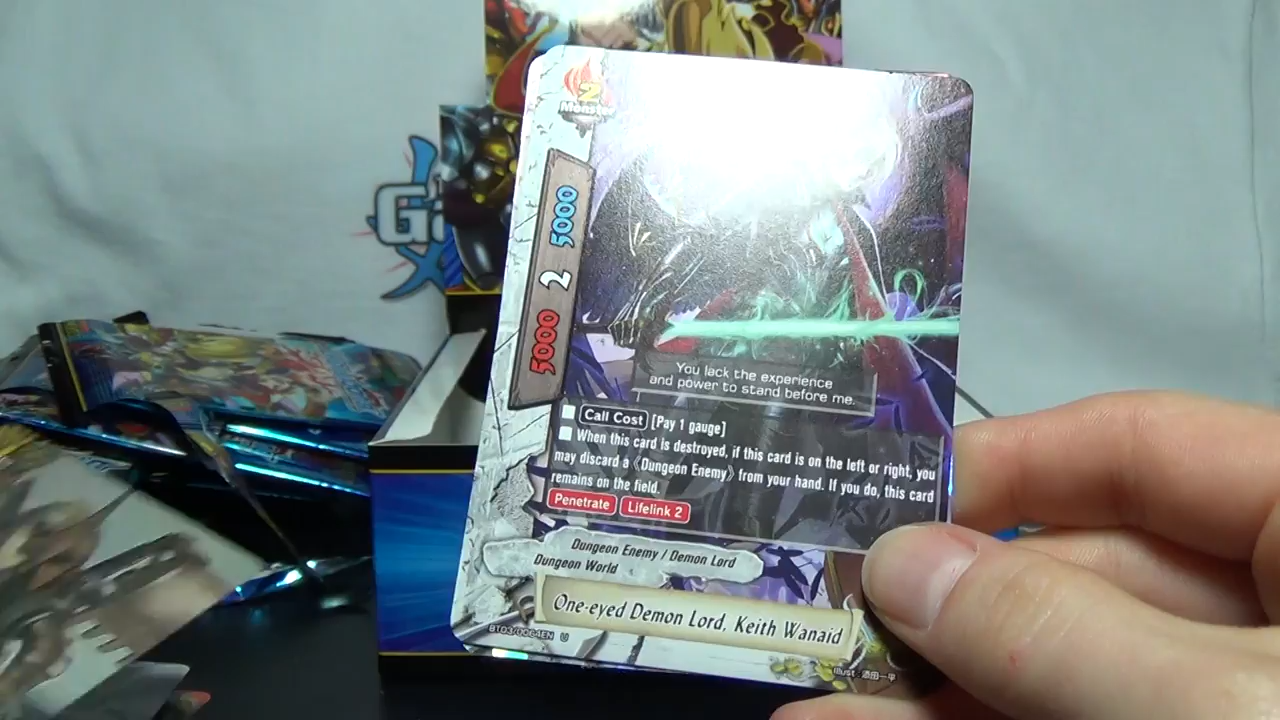 2
Monster
5000
2
5000
You lack the experience
and power to stand before me.
Call Cost [Pay 1 gauge]
When this card is destroyed, if this card is on the left or right, you
may discard a 《Dungeon Enemy》 from your hand. If you do, this card
remains on the field.
Penetrate Lifelink 2
Dungeon Enemy / Demon Lord
Dungeon World
One-eyed Demon Lord, Keith Wanaid
BT03/0064EN U